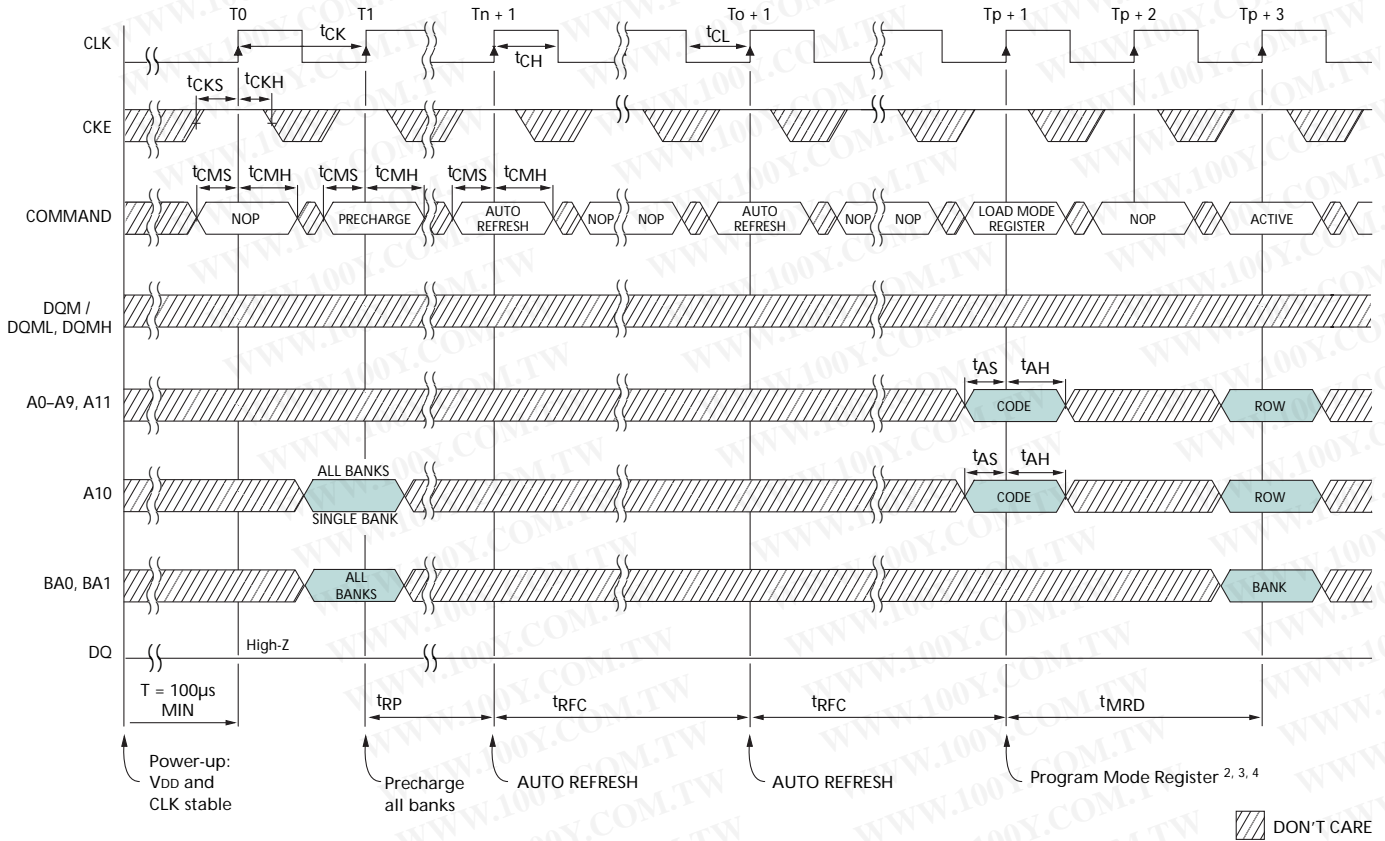 T0 T1 Tn + 1 To + 1 Tp + 1 Tp + 2 Tp + 3
CLK
tCK tCH tCL
tCKS tCKH
CKE
tCMS tCMH tCMS tCMH tCMS tCMH
COMMAND NOP PRECHARGE AUTO REFRESH NOP NOP AUTO REFRESH NOP NOP LOAD MODE REGISTER NOP ACTIVE
DQM /
DQML, DQMH
tAS tAH
A0–A9, A11 CODE ROW
ALL BANKS tAS tAH
A10 CODE ROW
SINGLE BANK
BA0, BA1 ALL BANKS BANK
DQ High-Z
T = 100µs
MIN
tRP tRFC tRFC tMRD
Power-up:
VDD and
CLK stable
Precharge
all banks
AUTO REFRESH
AUTO REFRESH
Program Mode Register 2, 3, 4
DON'T CARE
WWW.100Y.COM.TW